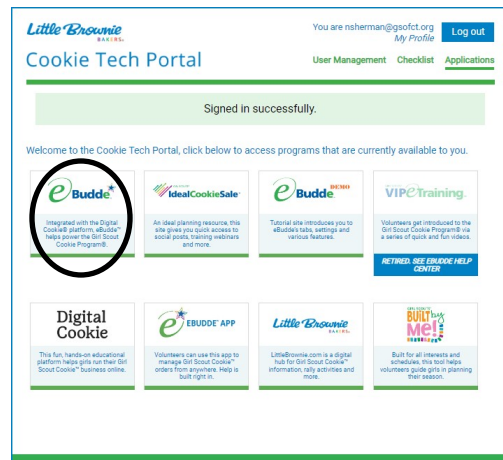 Little Brownie
BAKERS®
You are nsherman@gsofct.org
My Profile
Log out
Cookie Tech Portal
User Management Checklist Applications
Signed in successfully.
Welcome to the Cookie Tech Portal, click below to access programs that are currently available to you.
eBudde
Integrated with the Digital
Cookie® platform, eBudde™
helps power the Girl Scout
Cookie Program®.
IdealCookieSale
An ideal planning resource, this
site gives you quick access to
social posts, training webinars
and more.
eBudde DEMO
Tutorial site introduces you to
eBudde's tabs, settings and
various features.
VIP eTraining
Volunteers get introduced to the
Girl Scout Cookie Program® via
a series of quick and fun videos.
RETIRED. SEE EBUDDE HELP
CENTER
Digital
Cookie
This fun, hands-on educational
platform helps girls run their Girl
Scout Cookie™ business online.
e EBUDDE™ APP
Volunteers can use this app to
manage Girl Scout Cookie™
orders from anywhere. Help is
built right in.
Little Brownie
BAKERS®
LittleBrownie.com is a digital
hub for Girl Scout Cookie™
information, rally activities and
more.
BUILT by
Me!
Built for all interests and
schedules, this tool helps
volunteers guide girls in planning
their season.